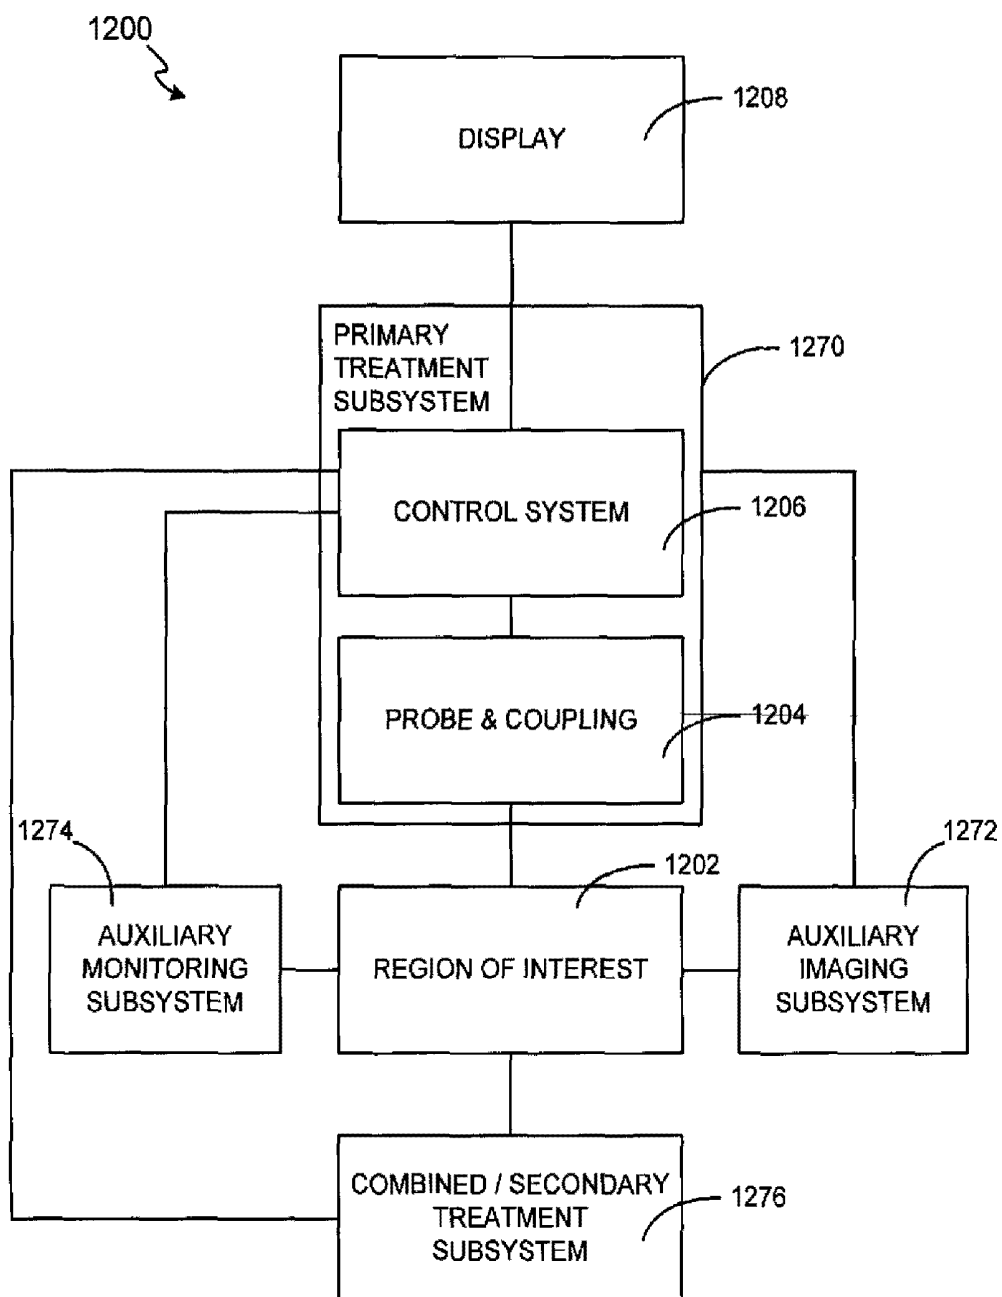 1200
DISPLAY
1208
PRIMARY
TREATMENT
SUBSYSTEM
1270
CONTROL SYSTEM
1206
PROBE & COUPLING
1204
1274
1202
1272
AUXILIARY
MONITORING
SUBSYSTEM
REGION OF INTEREST
AUXILIARY
IMAGING
SUBSYSTEM
COMBINED / SECONDARY
TREATMENT
SUBSYSTEM
1276